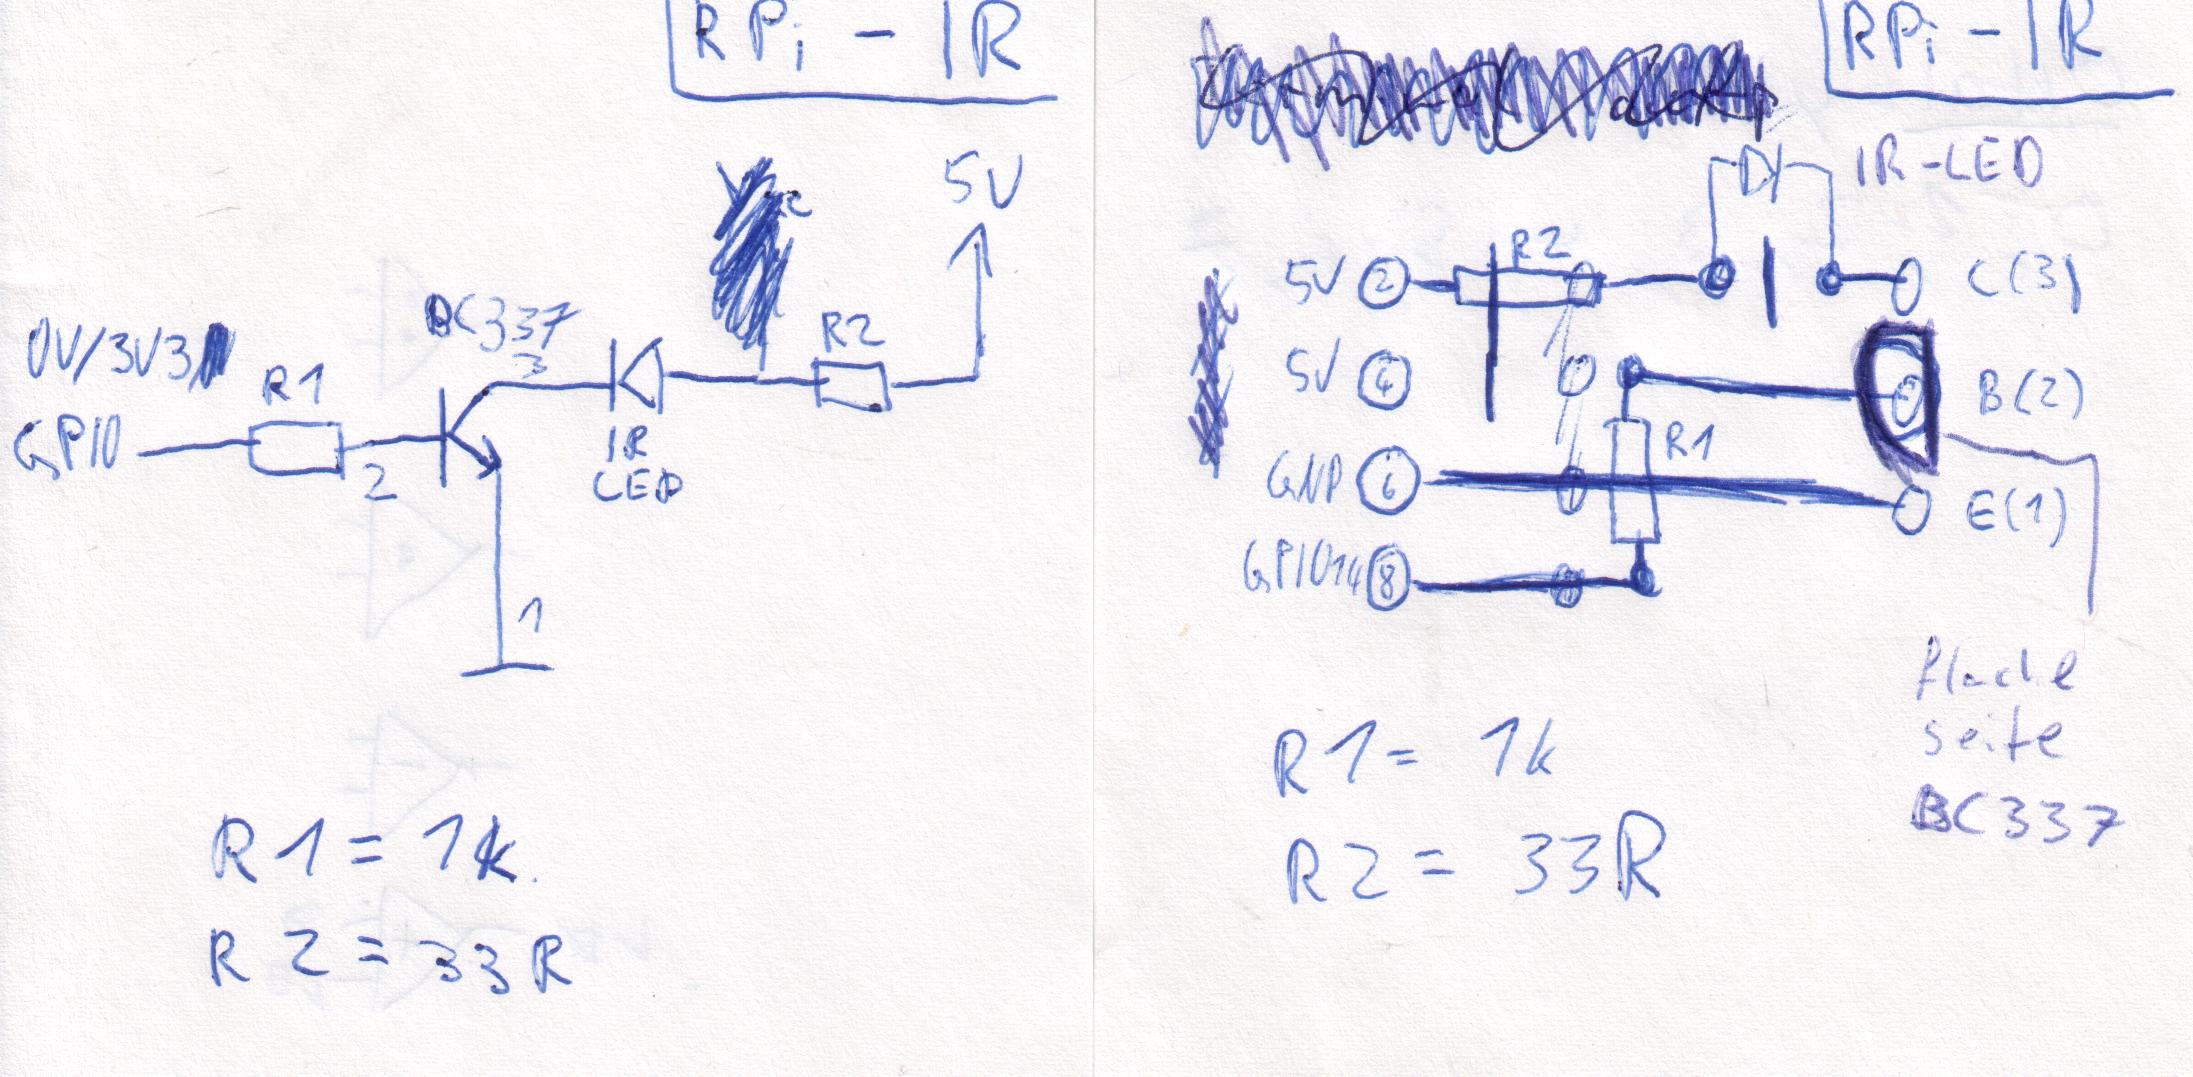 RPi - IR
5V
BC337
3
0V/3V3
R1
R2
GPIO
2
IR
LED
1
R1 = 1k.
R2 = 33R
RPi - IR
IR-LED
R2
5V 2 C(3)
5V 4 B(2)
R1
GND 6 E(1)
GPIO14 8
flache
seite
BC337
R1 = 1k
R2 = 33R